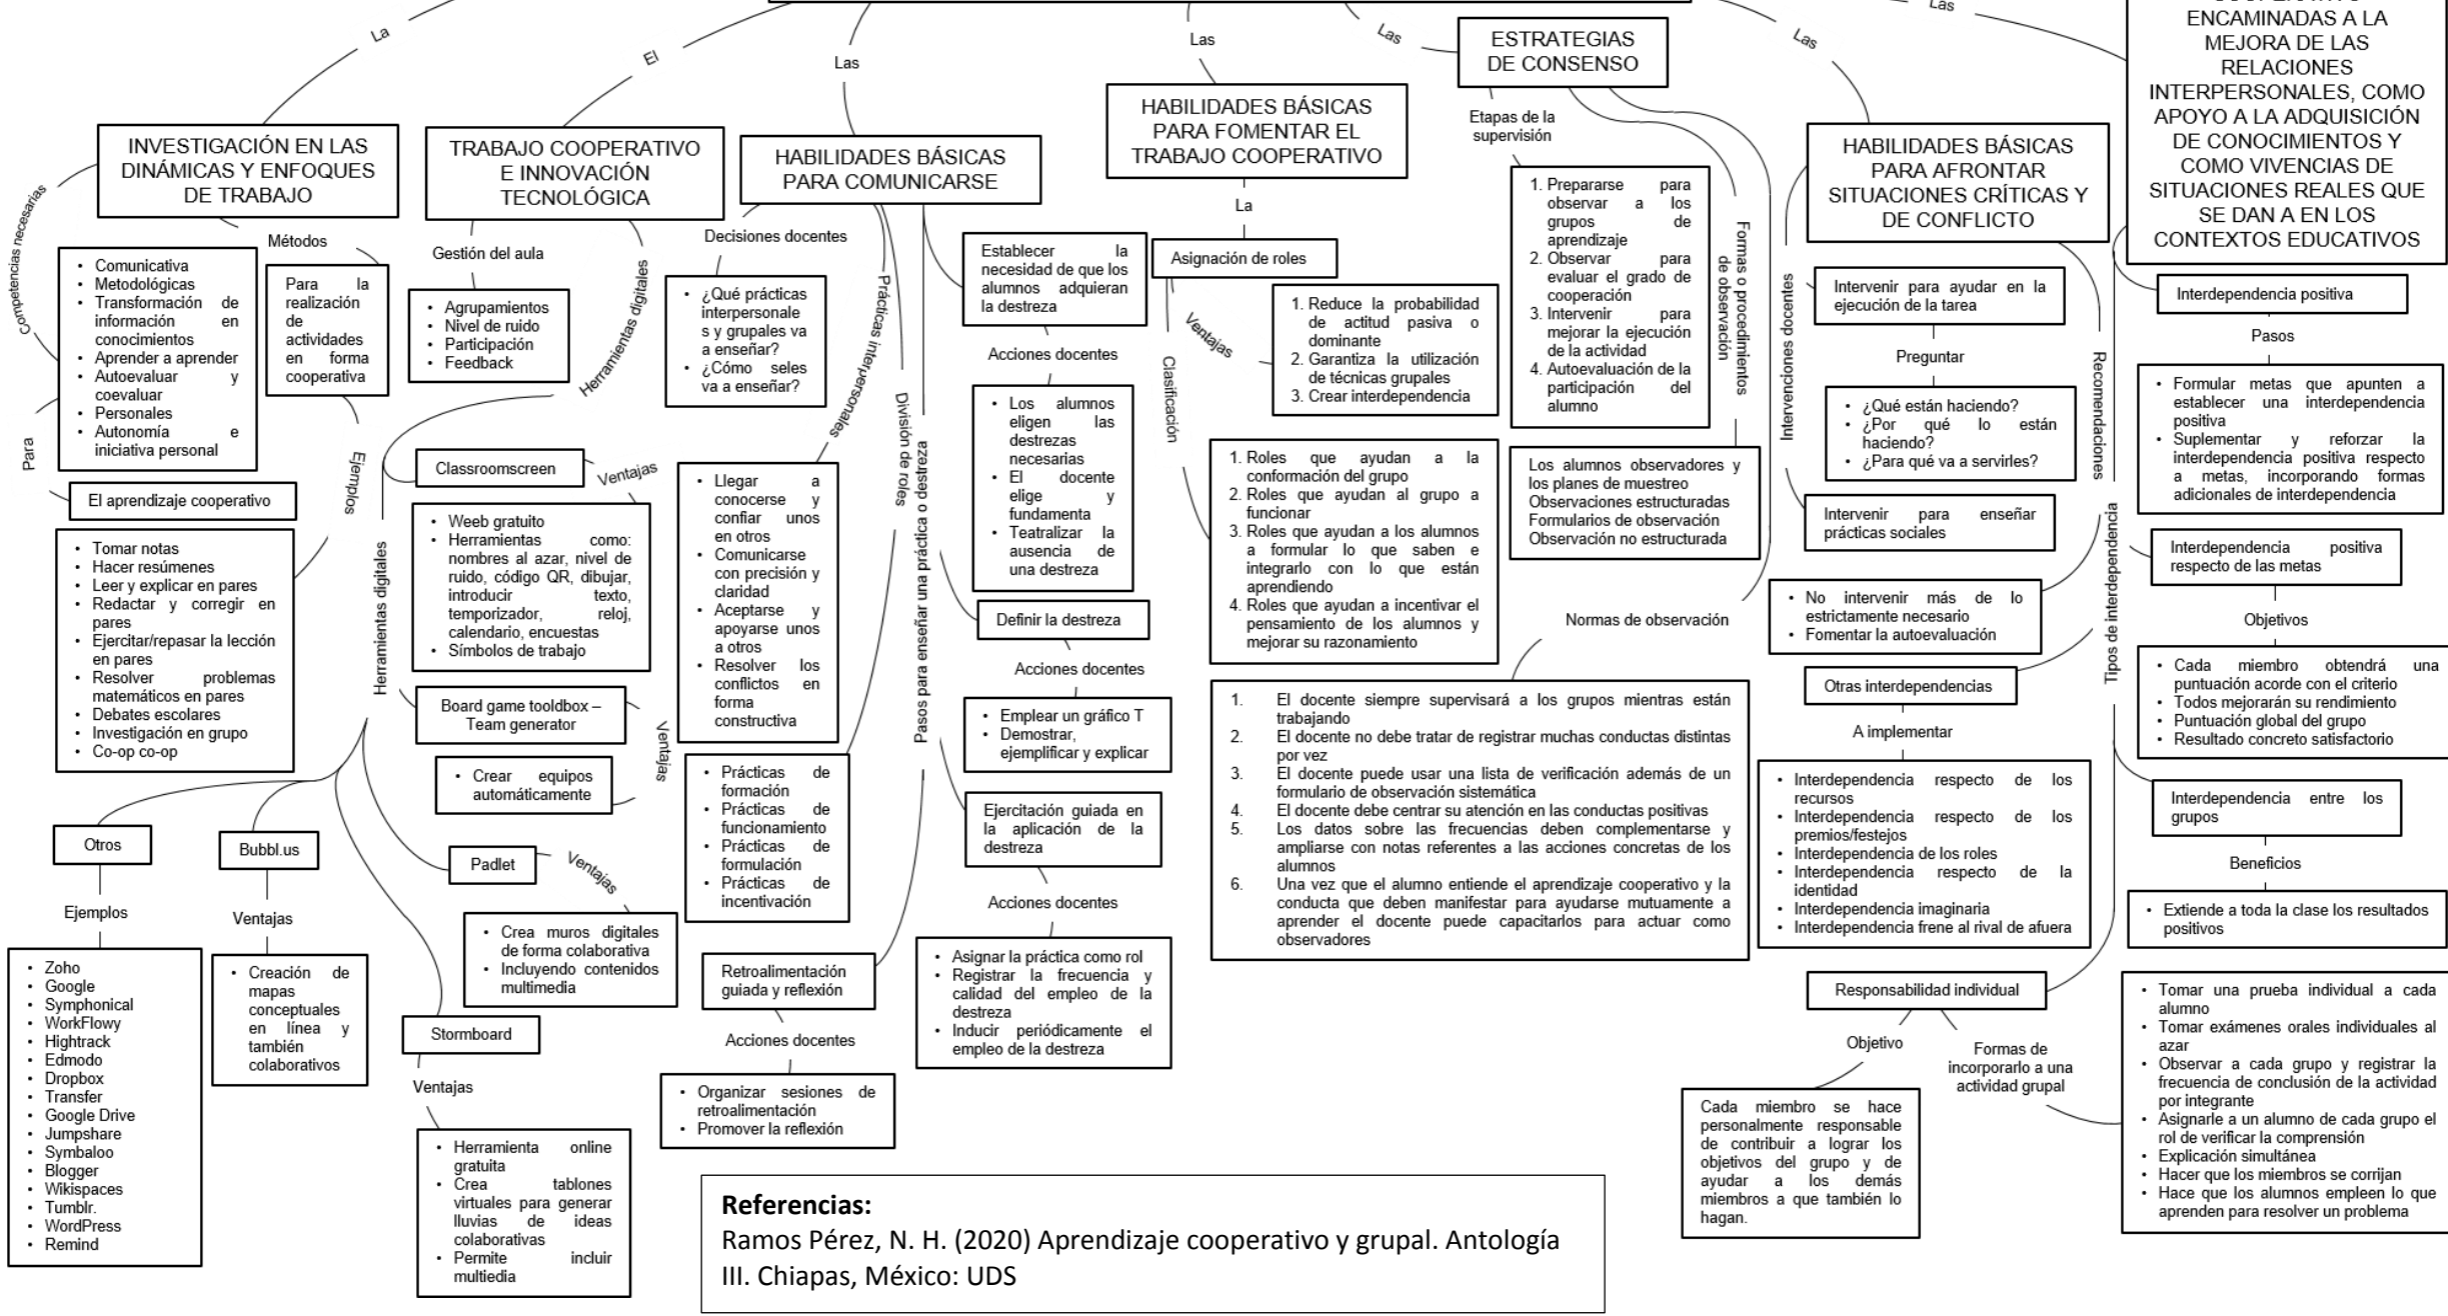 La
El
Las
Las
Las
Las
Las
ENCAMINADAS A LA
MEJORA DE LAS
RELACIONES
INTERPERSONALES, COMO
APOYO A LA ADQUISICIÓN
DE CONOCIMIENTOS Y
COMO VIVENCIAS DE
SITUACIONES REALES QUE
SE DAN A EN LOS
CONTEXTOS EDUCATIVOS
INVESTIGACIÓN EN LAS
DINÁMICAS Y ENFOQUES
DE TRABAJO
Competencias necesarias
• Comunicativa
• Metodológicas
• Transformación de
información en
conocimientos
• Aprender a aprender
• Autoevaluar y
coevaluar
• Personales
• Autonomía e
iniciativa personal
Para
El aprendizaje cooperativo
Métodos
Para la
realización
de
actividades
en forma
cooperativa
Ejemplos
• Tomar notas
• Hacer resúmenes
• Leer y explicar en pares
• Redactar y corregir en
pares
• Ejercitar/repasar la lección
en pares
• Resolver problemas
matemáticos en pares
• Debates escolares
• Investigación en grupo
• Co-op co-op
TRABAJO COOPERATIVO
E INNOVACIÓN
TECNOLÓGICA
Gestión del aula
• Agrupamientos
• Nivel de ruido
• Participación
• Feedback
Herramientas digitales
Herramientas digitales
Classroomscreen
Ventajas
• Weeb gratuito
• Herramientas como:
nombres al azar, nivel de
ruido, código QR, dibujar,
introducir texto,
temporizador, reloj,
calendario, encuestas
• Símbolos de trabajo
Board game tooldbox –
Team generator
Ventajas
• Crear equipos
automáticamente
Padlet
Ventajas
• Crea muros digitales
de forma colaborativa
• Incluyendo contenidos
multimedia
Stormboard
Ventajas
• Herramienta online
gratuita
• Crea tablones
virtuales para generar
lluvias de ideas
colaborativas
• Permite incluir
multiedia
Bubbl.us
Ventajas
• Creación de
mapas
conceptuales
en línea y
también
colaborativos
Otros
Ejemplos
• Zoho
• Google
• Symphonical
• WorkFlowy
• Hightrack
• Edmodo
• Dropbox
• Transfer
• Google Drive
• Jumpshare
• Symbaloo
• Blogger
• Wikispaces
• Tumblr.
• WordPress
• Remind
HABILIDADES BÁSICAS
PARA COMUNICARSE
Decisiones docentes
• ¿Qué prácticas
interpersonale
s y grupales va
a enseñar?
• ¿Cómo seles
va a enseñar?
Prácticas interpersonales
• Llegar a
conocerse y
confiar unos
en otros
• Comunicarse
con precisión y
claridad
• Aceptarse y
apoyarse unos
a otros
• Resolver los
conflictos en
forma
constructiva
División de roles
• Prácticas de
formación
• Prácticas de
funcionamiento
• Prácticas de
formulación
• Prácticas de
incentivación
Pasos para enseñar una práctica o destreza
Establecer la
necesidad de que los
alumnos adquieran
la destreza
Acciones docentes
• Los alumnos
eligen las
destrezas
necesarias
• El docente
elige y
fundamenta
• Teatralizar la
ausencia de
una destreza
Definir la destreza
Acciones docentes
• Emplear un gráfico T
• Demostrar,
ejemplificar y explicar
Ejercitación guiada en
la aplicación de la
destreza
Acciones docentes
• Asignar la práctica como rol
• Registrar la frecuencia y
calidad del empleo de la
destreza
• Inducir periódicamente el
empleo de la destreza
Retroalimentación
guiada y reflexión
Acciones docentes
• Organizar sesiones de
retroalimentación
• Promover la reflexión
HABILIDADES BÁSICAS
PARA FOMENTAR EL
TRABAJO COOPERATIVO
La
Asignación de roles
Ventajas
1. Reduce la probabilidad
de actitud pasiva o
dominante
2. Garantiza la utilización
de técnicas grupales
3. Crear interdependencia
Clasificación
1. Roles que ayudan a la
conformación del grupo
2. Roles que ayudan al grupo a
funcionar
3. Roles que ayudan a los alumnos
a formular lo que saben e
integrarlo con lo que están
aprendiendo
4. Roles que ayudan a incentivar el
pensamiento de los alumnos y
mejorar su razonamiento
ESTRATEGIAS
DE CONSENSO
Etapas de la
supervisión
1. Prepararse para
observar a los
grupos de
aprendizaje
2. Observar para
evaluar el grado de
cooperación
3. Intervenir para
mejorar la ejecución
de la actividad
4. Autoevaluación de la
participación del
alumno
Formas o procedimientos
de observación
Los alumnos observadores y
los planes de muestreo
Observaciones estructuradas
Formularios de observación
Observación no estructurada
Normas de observación
1. El docente siempre supervisará a los grupos mientras están
trabajando
2. El docente no debe tratar de registrar muchas conductas distintas
por vez
3. El docente puede usar una lista de verificación además de un
formulario de observación sistemática
4. El docente debe centrar su atención en las conductas positivas
5. Los datos sobre las frecuencias deben complementarse y
ampliarse con notas referentes a las acciones concretas de los
alumnos
6. Una vez que el alumno entiende el aprendizaje cooperativo y la
conducta que deben manifestar para ayudarse mutuamente a
aprender el docente puede capacitarlos para actuar como
observadores
HABILIDADES BÁSICAS
PARA AFRONTAR
SITUACIONES CRÍTICAS Y
DE CONFLICTO
Intervenciones docentes
Intervenir para ayudar en la
ejecución de la tarea
Preguntar
• ¿Qué están haciendo?
• ¿Por qué lo están
haciendo?
• ¿Para qué va a servirles?
Intervenir para enseñar
prácticas sociales
Recomendaciones
• No intervenir más de lo
estrictamente necesario
• Fomentar la autoevaluación
Tipos de interdependencia
Interdependencia positiva
Pasos
• Formular metas que apunten a
establecer una interdependencia
positiva
• Suplementar y reforzar la
interdependencia positiva respecto
a metas, incorporando formas
adicionales de interdependencia
Interdependencia positiva
respecto de las metas
Objetivos
• Cada miembro obtendrá una
puntuación acorde con el criterio
• Todos mejorarán su rendimiento
• Puntuación global del grupo
• Resultado concreto satisfactorio
Interdependencia entre los
grupos
Beneficios
• Extiende a toda la clase los resultados
positivos
Otras interdependencias
A implementar
• Interdependencia respecto de los
recursos
• Interdependencia respecto de los
premios/festejos
• Interdependencia de los roles
• Interdependencia respecto de la
identidad
• Interdependencia imaginaria
• Interdependencia frene al rival de afuera
Responsabilidad individual
Objetivo
Cada miembro se hace
personalmente responsable
de contribuir a lograr los
objetivos del grupo y de
ayudar a los demás
miembros a que también lo
hagan.
Formas de
incorporarlo a una
actividad grupal
• Tomar una prueba individual a cada
alumno
• Tomar exámenes orales individuales al
azar
• Observar a cada grupo y registrar la
frecuencia de conclusión de la actividad
por integrante
• Asignarle a un alumno de cada grupo el
rol de verificar la comprensión
• Explicación simultánea
• Hacer que los miembros se corrijan
• Hace que los alumnos empleen lo que
aprenden para resolver un problema
Referencias:
Ramos Pérez, N. H. (2020) Aprendizaje cooperativo y grupal. Antología
III. Chiapas, México: UDS